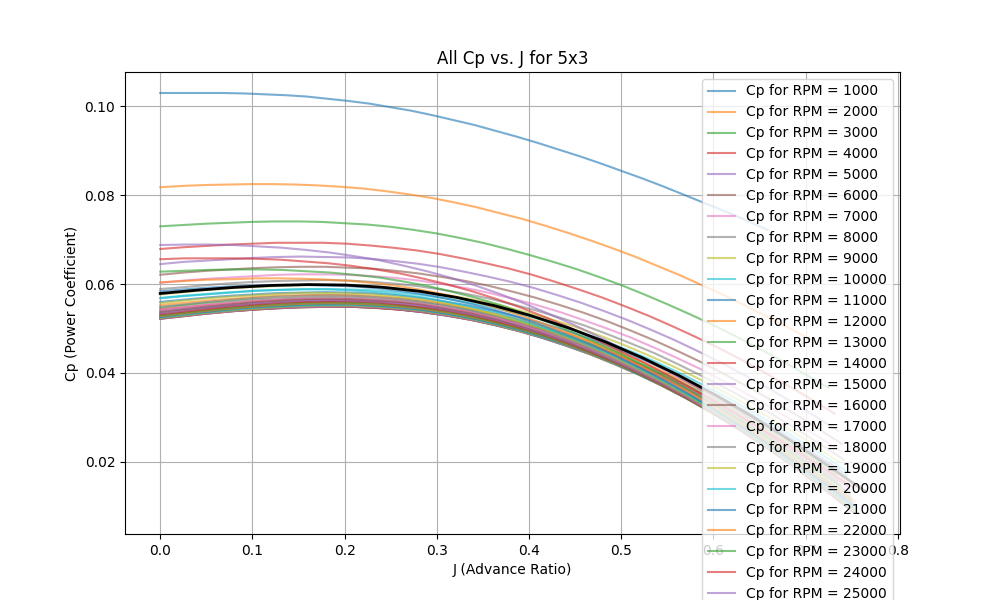 All Cp vs. J for 5x3
Cp (Power Coefficient)
0.10
0.08
0.06
0.04
0.02
0.0 0.1 0.2 0.3 0.4 0.5 0.6 0.8
J (Advance Ratio)
Cp for RPM = 1000
Cp for RPM = 2000
Cp for RPM = 3000
Cp for RPM = 4000
Cp for RPM = 5000
Cp for RPM = 6000
Cp for RPM = 7000
Cp for RPM = 8000
Cp for RPM = 9000
Cp for RPM = 10000
Cp for RPM = 11000
Cp for RPM = 12000
Cp for RPM = 13000
Cp for RPM = 14000
Cp for RPM = 15000
Cp for RPM = 16000
Cp for RPM = 17000
Cp for RPM = 18000
Cp for RPM = 19000
Cp for RPM = 20000
Cp for RPM = 21000
Cp for RPM = 22000
Cp for RPM = 23000
Cp for RPM = 24000
Cp for RPM = 25000